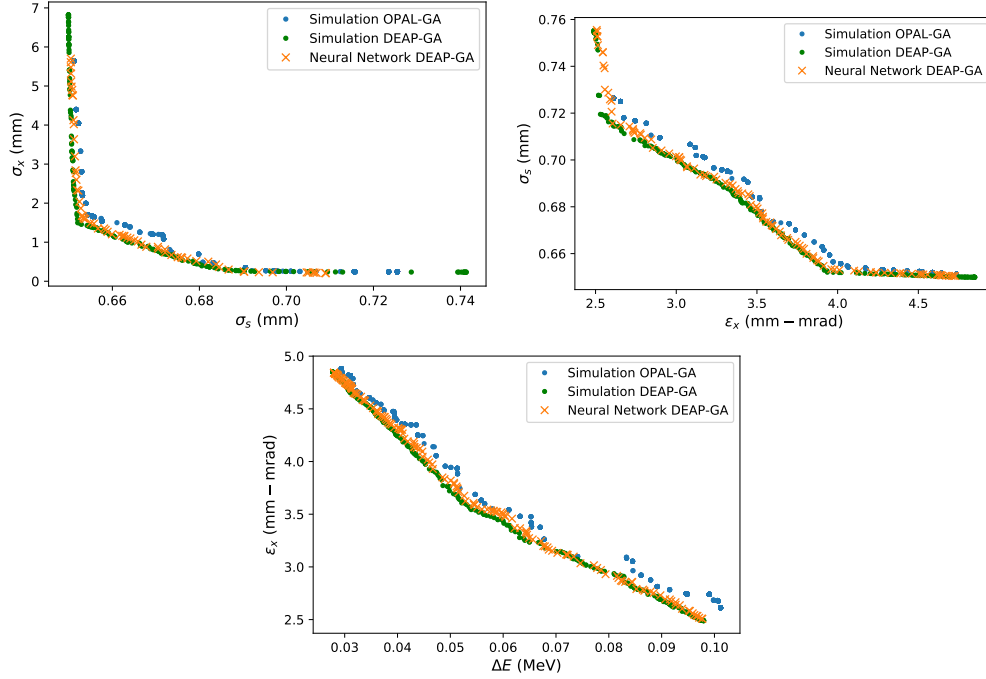 7
6
5
4
3
2
1
0
σx (mm)
0.66
0.68
0.70
0.72
0.74
σs (mm)
Simulation OPAL-GA
Simulation DEAP-GA
Neural Network DEAP-GA
0.76
0.74
0.72
0.70
0.68
0.66
σs (mm)
2.5
3.0
3.5
4.0
4.5
εx (mm − mrad)
Simulation OPAL-GA
Simulation DEAP-GA
Neural Network DEAP-GA
5.0
4.5
4.0
3.5
3.0
2.5
εx (mm − mrad)
0.03
0.04
0.05
0.06
0.07
0.08
0.09
0.10
ΔE (MeV)
Simulation OPAL-GA
Simulation DEAP-GA
Neural Network DEAP-GA